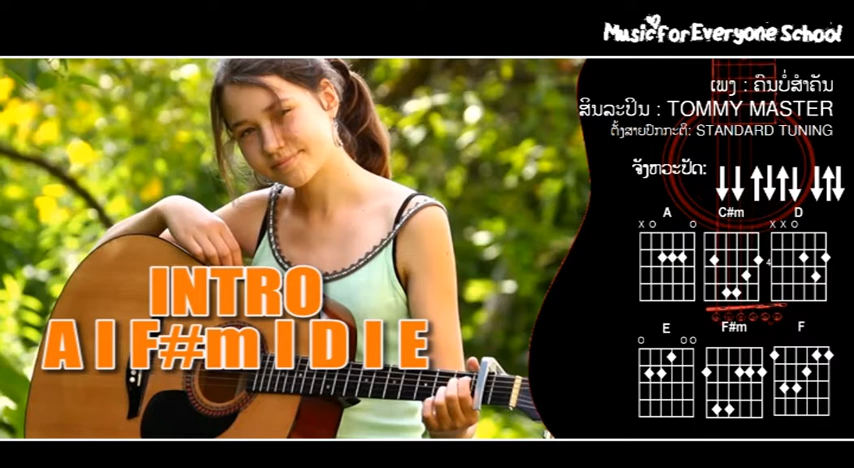 Music For Everyone School
ເພງ : ຄົນບໍ່ສຳຄັນ
ສິນລະປິນ : TOMMY MASTER
ຕັ້ງສາຍປົກກະຕິ: STANDARD TUNING
ຈັງຫວະປັດ:
A C#m D
X O O X X O
4
INTRO
A I F#m I D I E
E F#m F
O O O